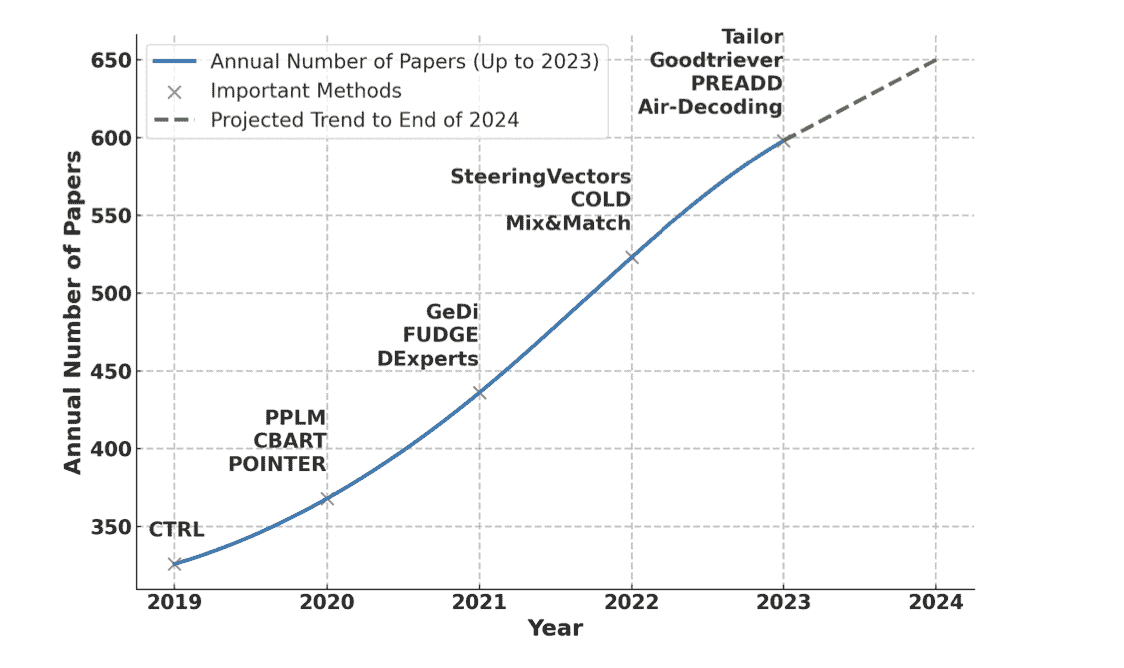 Tailor
Goodtriever
PREADD
Air-Decoding
Annual Number of Papers (Up to 2023)
Important Methods
Projected Trend to End of 2024
SteeringVectors
COLD
Mix&Match
GeDi
FUDGE
DExperts
PPLM
CBART
POINTER
CTRL
Annual Number of Papers
650
600
550
500
450
400
350
2019 2020 2021 2022 2023 2024
Year